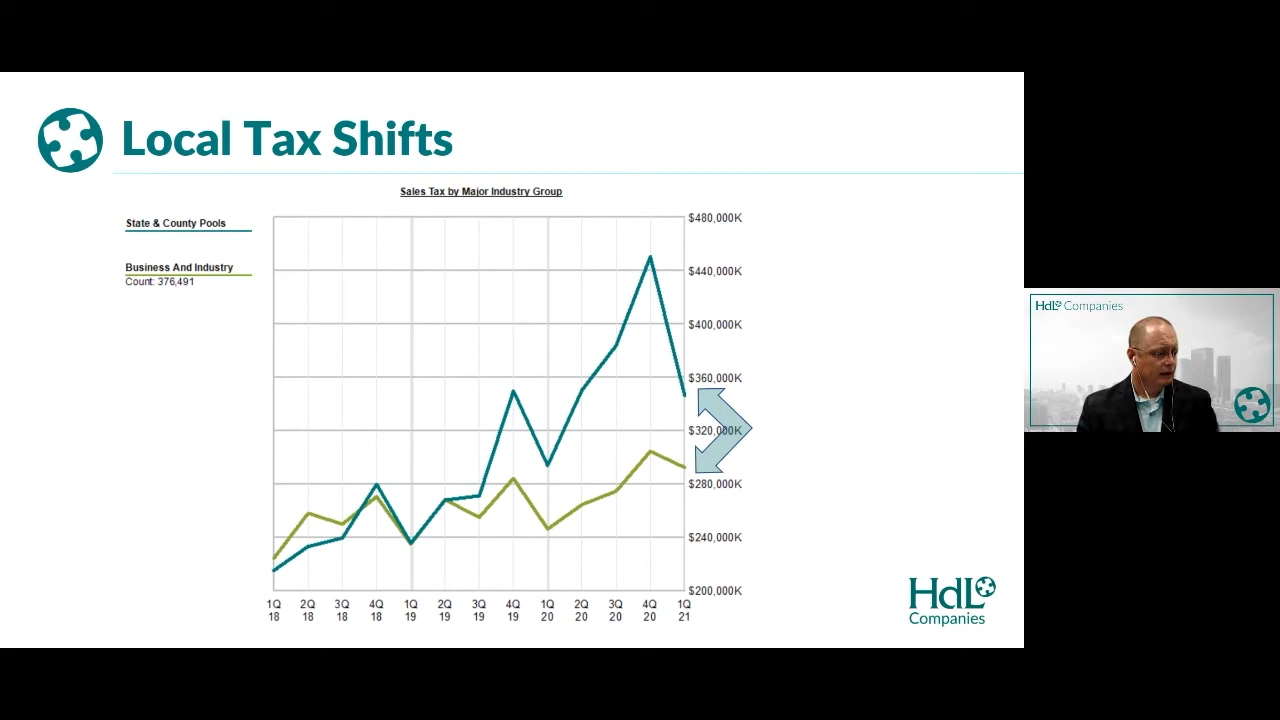 Local Tax Shifts
Sales Tax by Major Industry Group
State & County Pools
Business And Industry
Count: 376,491
$480,000K
$440,000K
$400,000K
$360,000K
$320,000K
$280,000K
$240,000K
$200,000K
1Q 2Q 3Q 4Q 1Q 2Q 3Q 4Q 1Q 2Q 3Q 4Q 1Q
18 18 18 18 19 19 19 19 20 20 20 20 21
HdL
Companies
HdL Companies